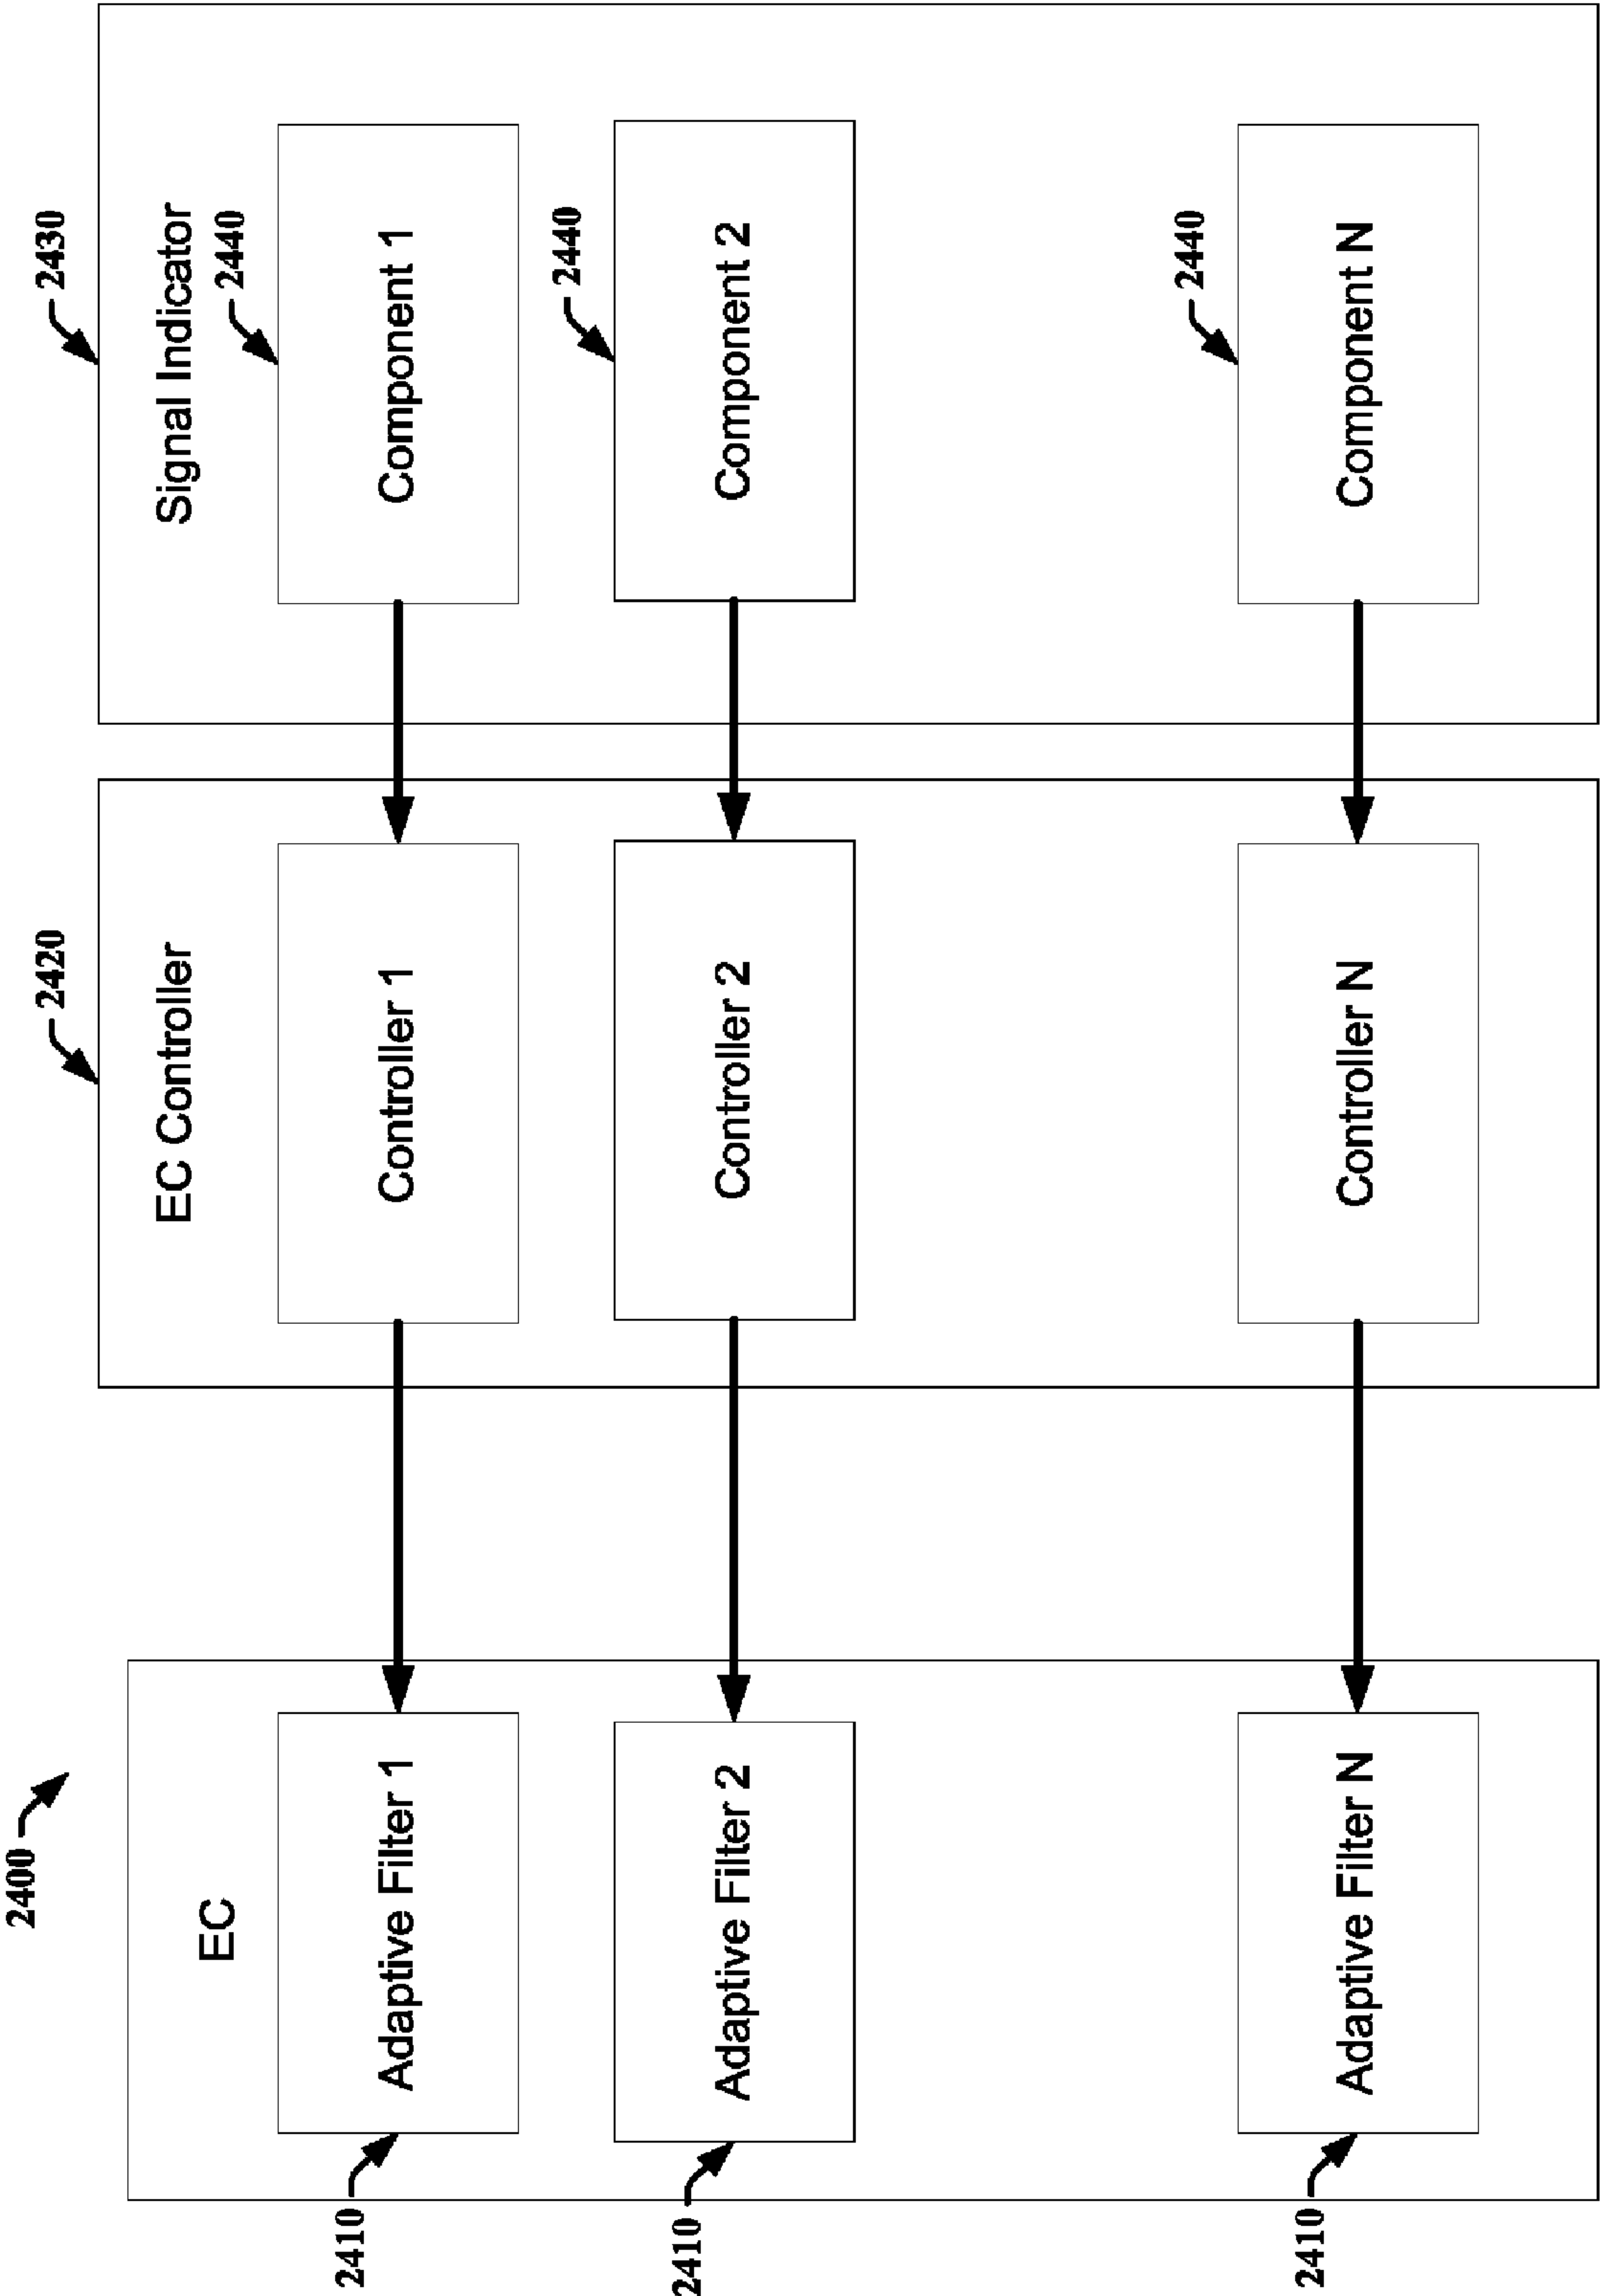 2400
EC
Adaptive Filter 1
2410
Adaptive Filter 2
2410
Adaptive Filter N
2410
2420
EC Controller
Controller 1
Controller 2
Controller N
2430
Signal Indicator
2440
Component 1
2440
Component 2
2440
Component N